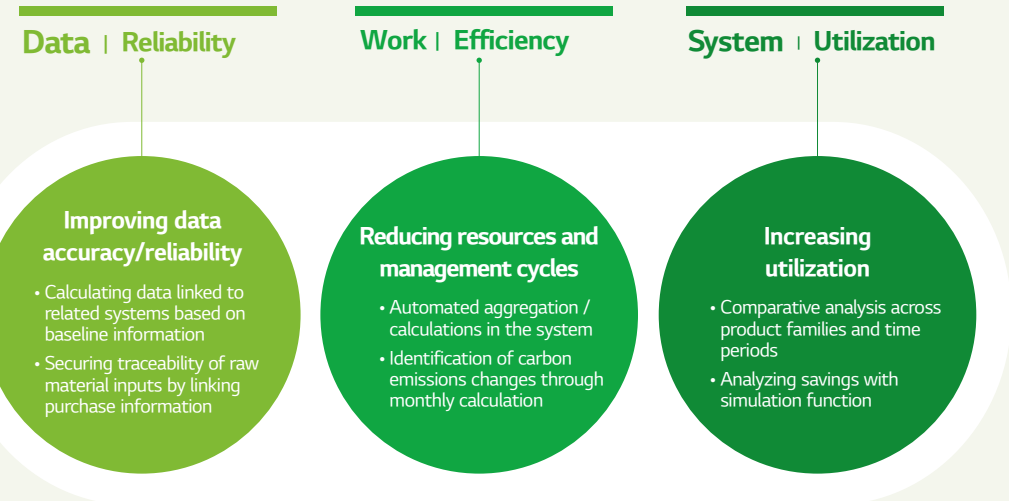 Data | Reliability
Improving data
accuracy/reliability
• Calculating data linked to
related systems based on
baseline information
• Securing traceability of raw
material inputs by linking
purchase information
Work | Efficiency
Reducing resources and
management cycles
• Automated aggregation /
calculations in the system
• Identification of carbon
emissions changes through
monthly calculation
System | Utilization
Increasing
utilization
• Comparative analysis across
product families and time
periods
• Analyzing savings with
simulation function